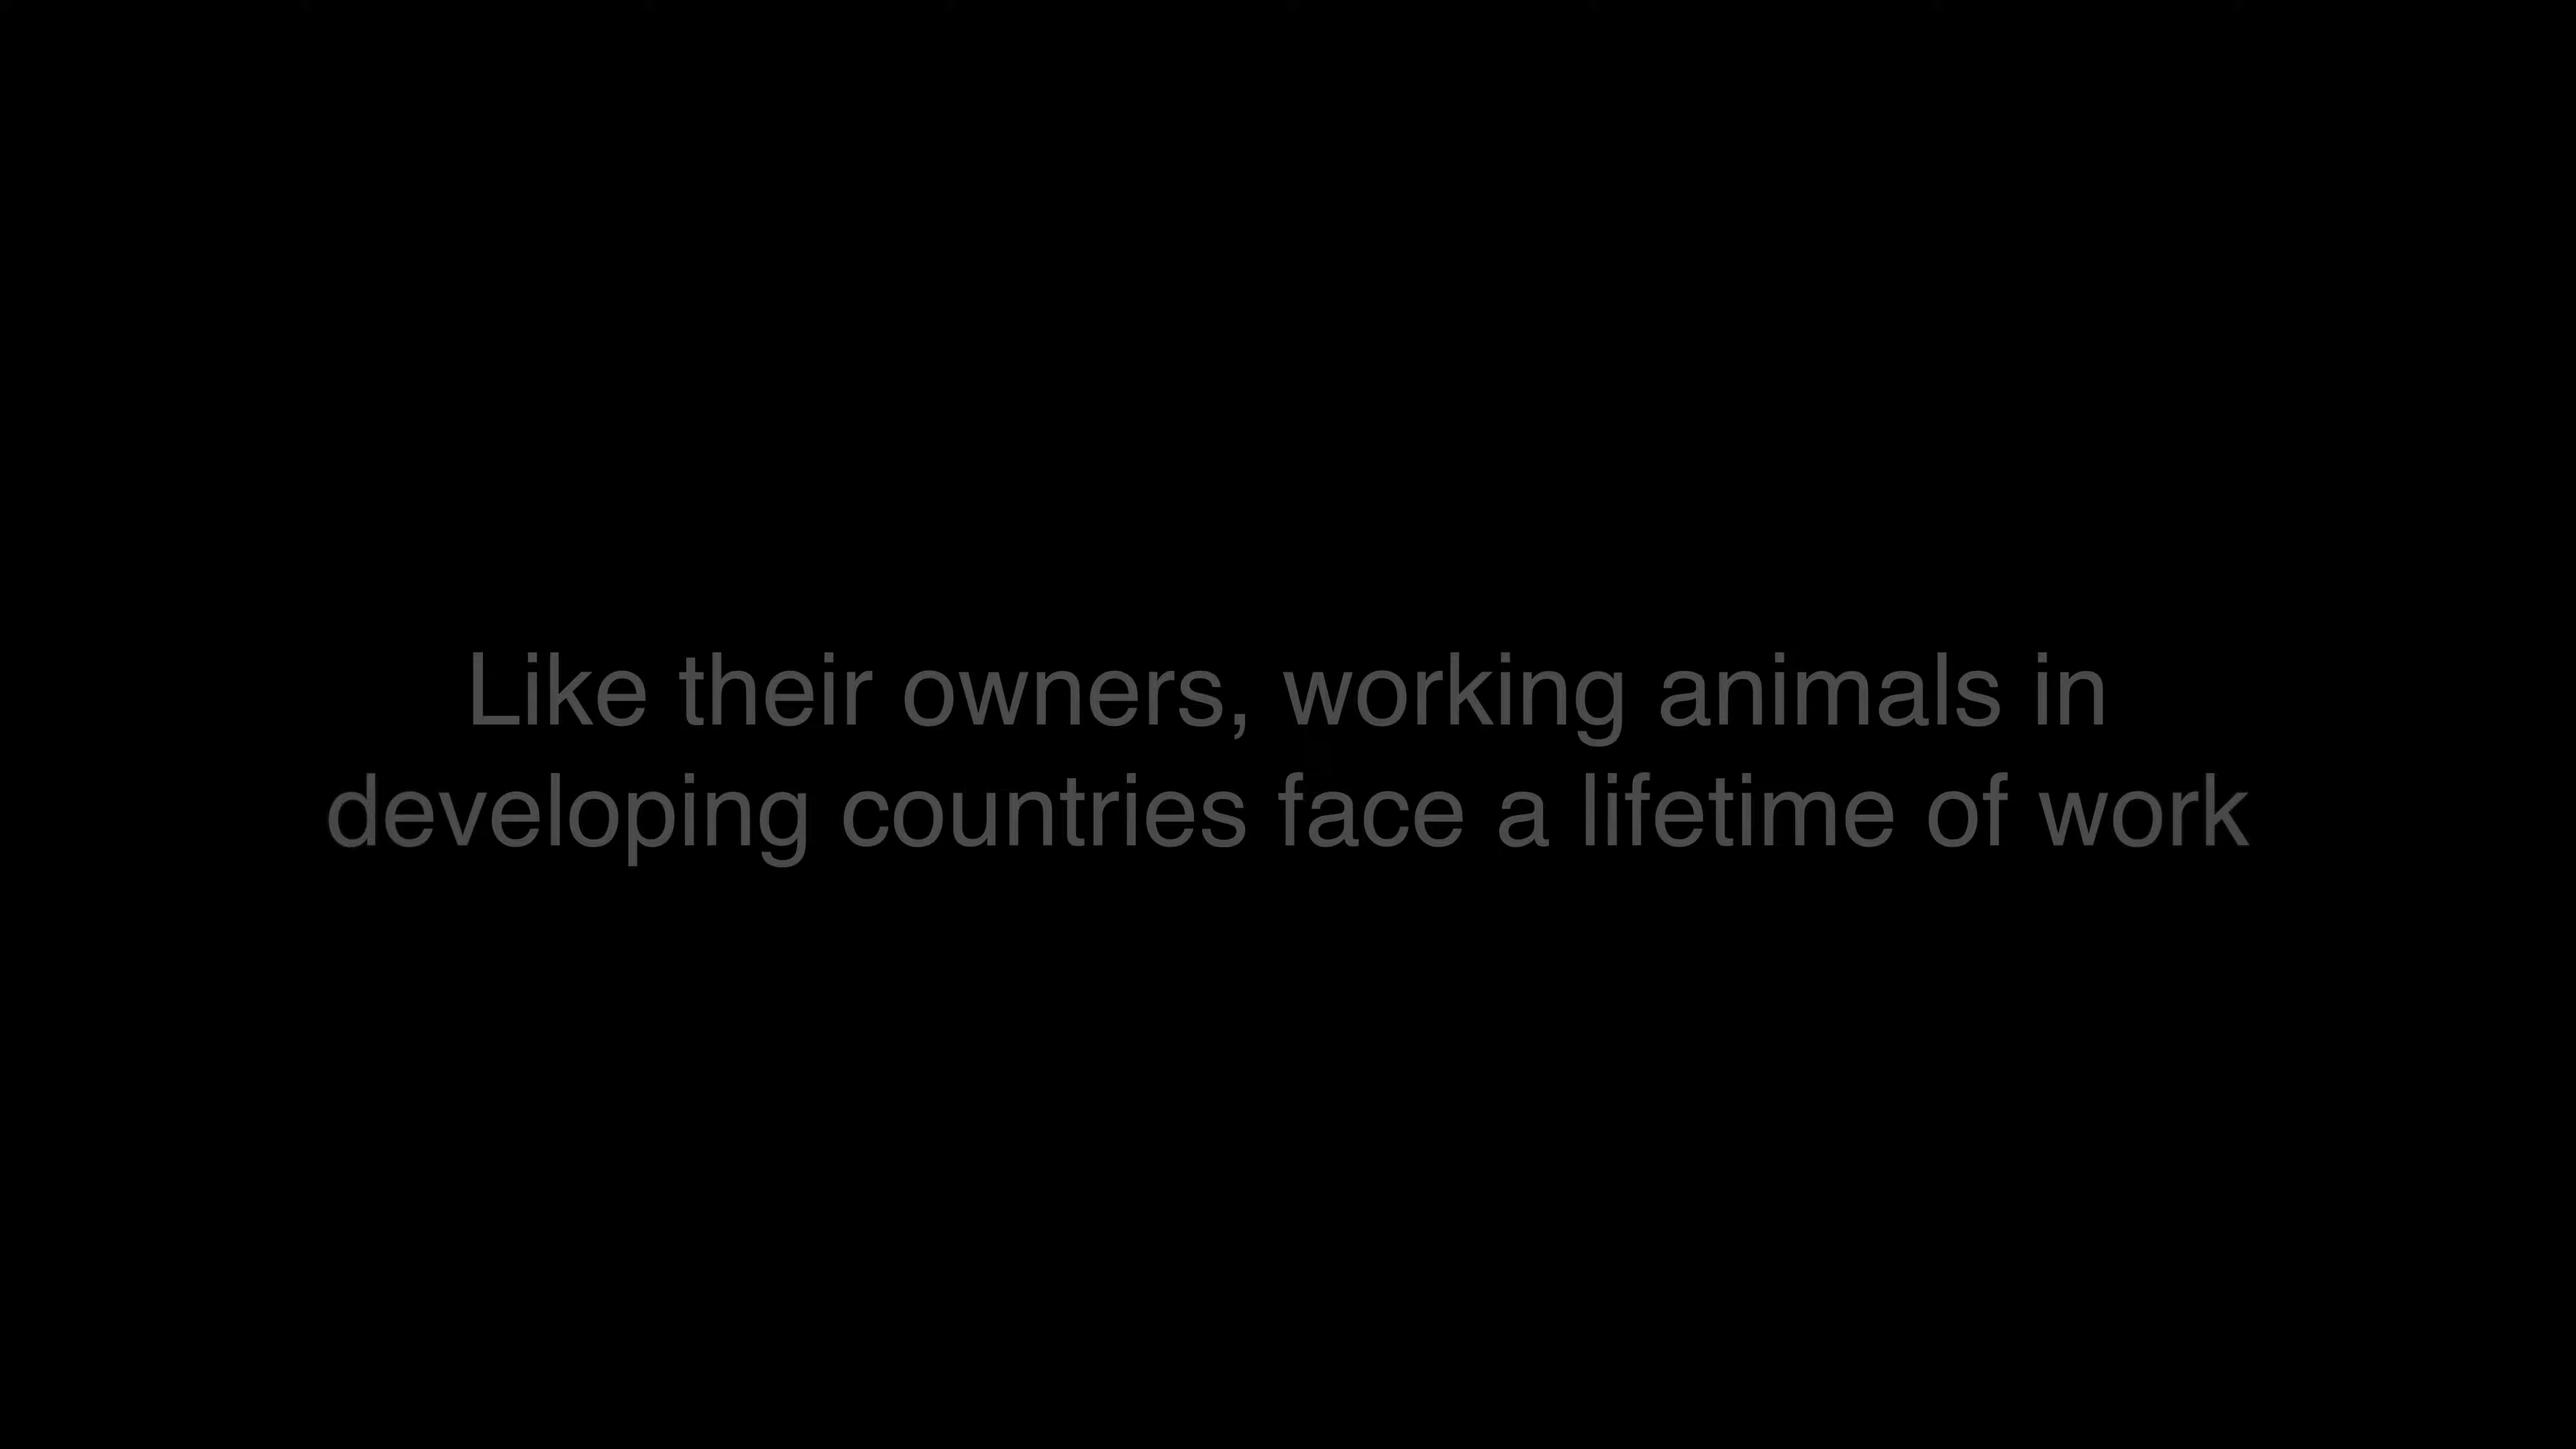 Like their owners, working animals in
developing countries face a lifetime of work